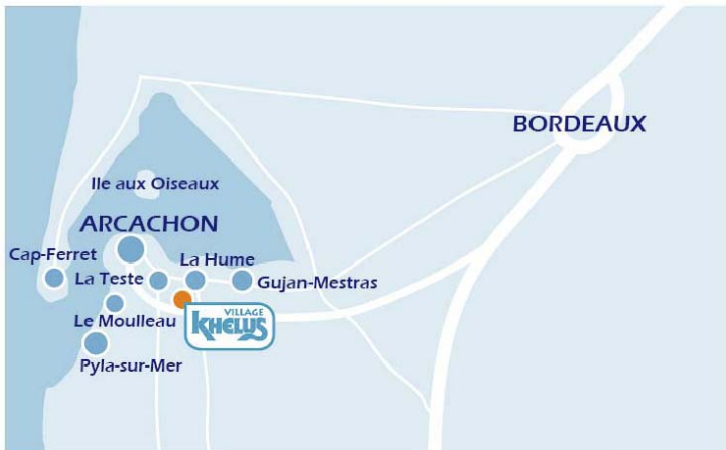 BORDEAUX
Ile aux Oiseaux
ARCACHON
Cap-Ferret
La Hume
La Teste
Gujan-Mestras
Le Moulleau
VILLAGE
KHELUS
Pyla-sur-Mer